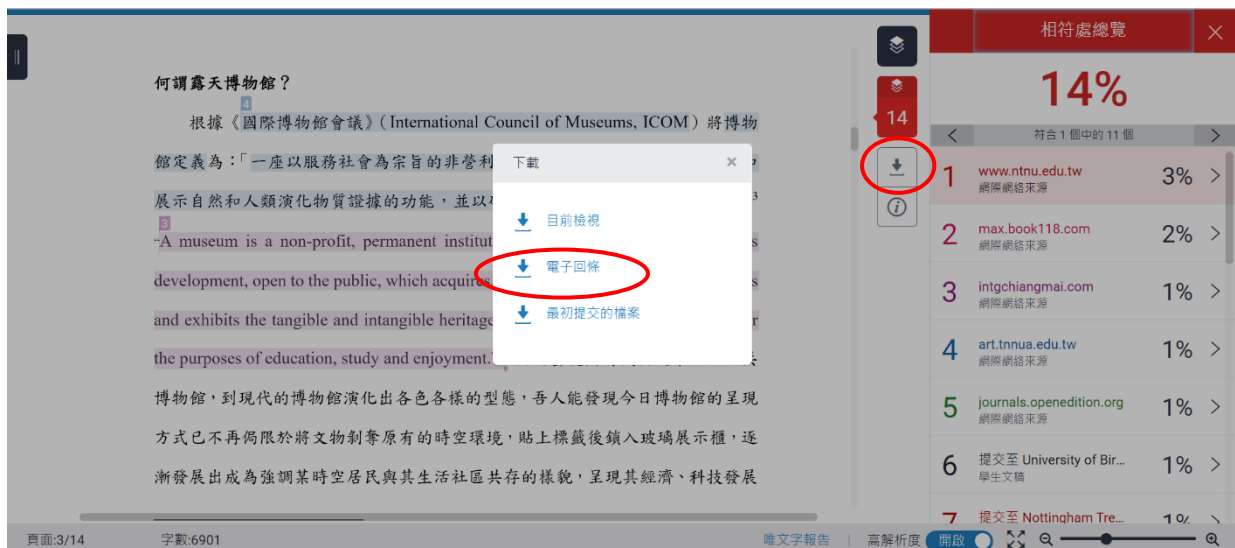 何謂露天博物館？
4
根據《國際博物館會議》（International Council of Museums, ICOM）將博物
館定義為：「一座以服務社會為宗旨的非營利
展示自然和人類演化物質證據的功能，並以
3
3
“A museum is a non-profit, permanent institut
s
development, open to the public, which acquires
s
and exhibits the tangible and intangible heritage
r
the purposes of education, study and enjoyment.
博物館，到現代的博物館演化出各色各樣的型態，吾人能發現今日博物館的呈現
方式已不再侷限於將文物剝奪原有的時空環境，貼上標籤後鎖入玻璃展示櫃，逐
漸發展出成為強調某時空居民與其生活社區共存的樣貌，呈現其經濟、科技發展
下載 ×
目前檢視
電子回條
最初提交的檔案
14
相符處總覽
14%
< 符合 1 個中的 11 個 >
1 www.ntnu.edu.tw 3% >
網際網絡來源
2 max.book118.com 2% >
網際網絡來源
3 intgchiangmai.com 1% >
網際網絡來源
4 art.tnnua.edu.tw 1% >
網際網絡來源
5 journals.openedition.org 1% >
網際網絡來源
6 提交至 University of Bir... 1% >
學生文稿
7 提交至 Nottingham Tre... 1% >
頁面:3/14 字數:6901 唯文字報告 | 高解析度 開啟